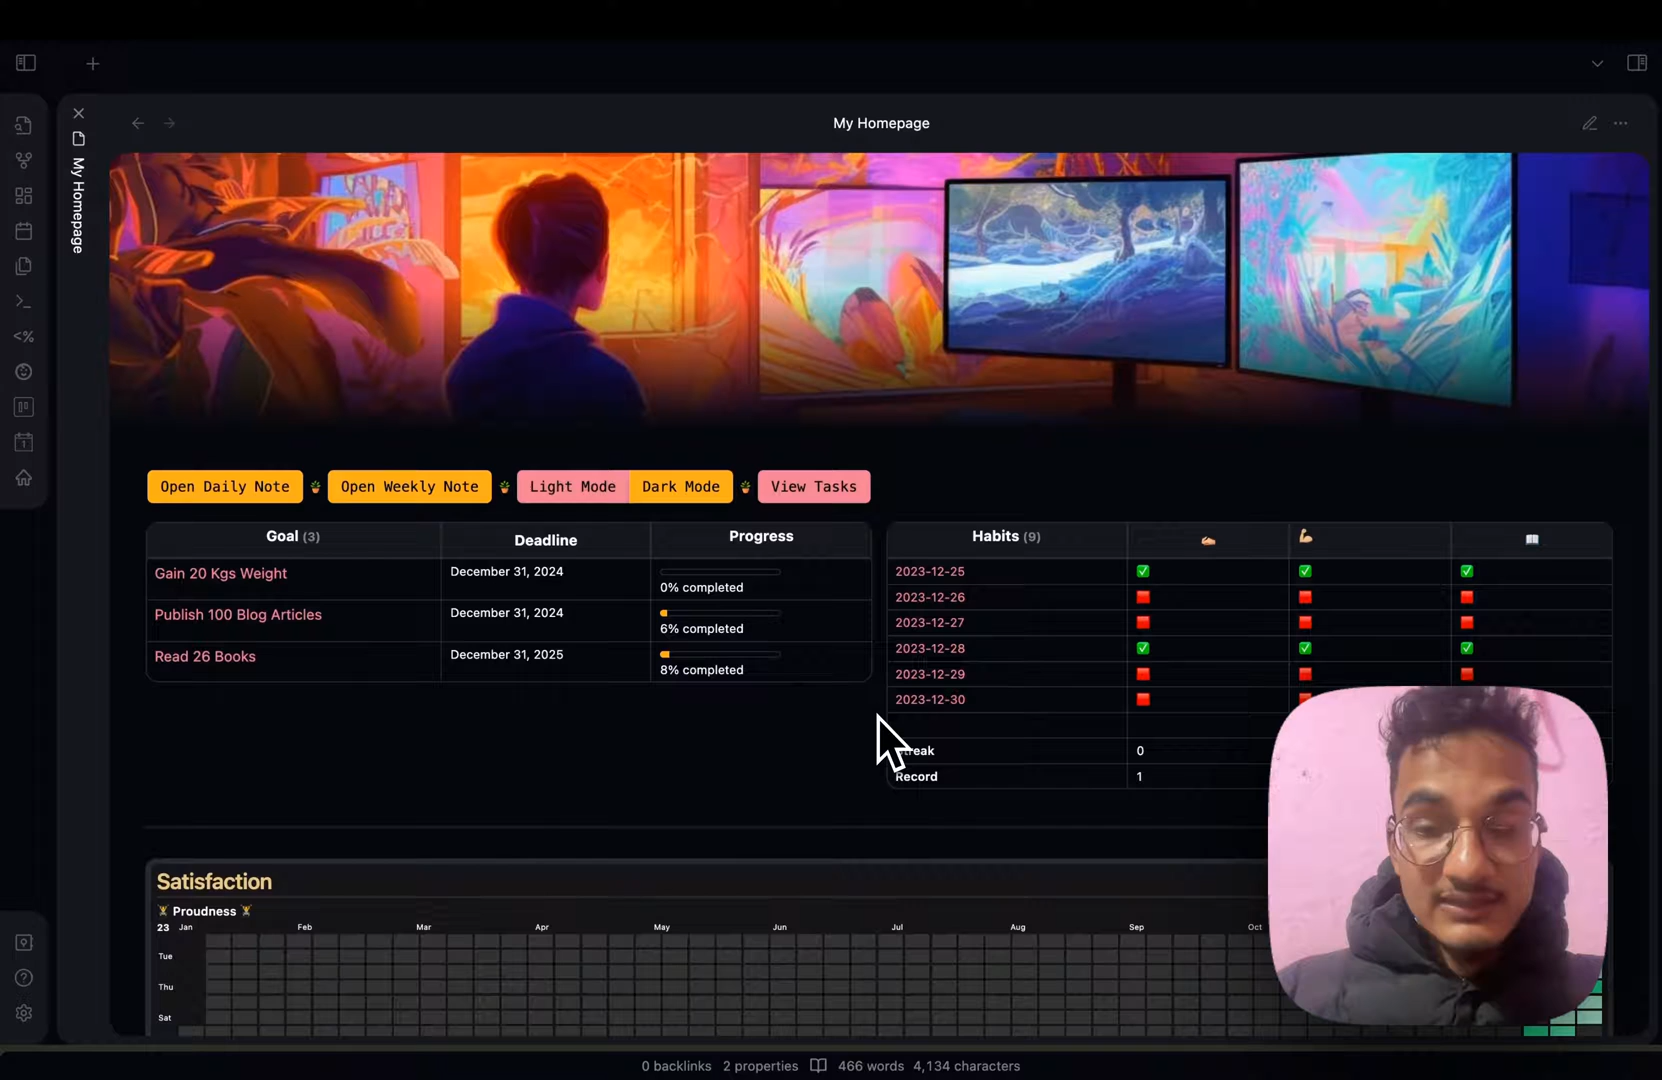 My Homepage
My Homepage
Open Daily Note
Open Weekly Note
Light Mode
Dark Mode
View Tasks
Goal (3) Deadline Progress
Gain 20 Kgs Weight December 31, 2024
0% completed
Publish 100 Blog Articles December 31, 2024
6% completed
Read 26 Books December 31, 2025
8% completed
Habits (9)
2023-12-25
2023-12-26
2023-12-27
2023-12-28
2023-12-29
2023-12-30
0
Record 1
Satisfaction
Proudness
23 Jan Feb Mar Apr May Jun Jul Aug Sep Oct
Tue
Thu
Sat
0 backlinks 2 properties 466 words 4,134 characters